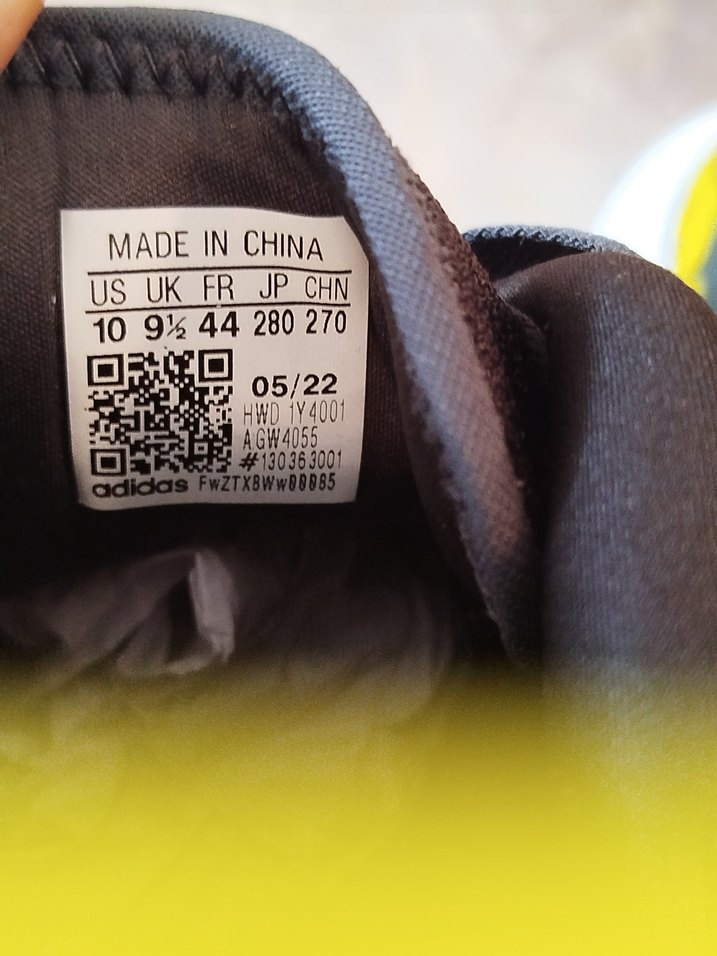 MADE IN CHINA
US UK FR JP CHN
10 9½ 44 280 270
05/22
HWD 1Y4001
AGW4055
#130363001
adidas FwZTX8Ww00085